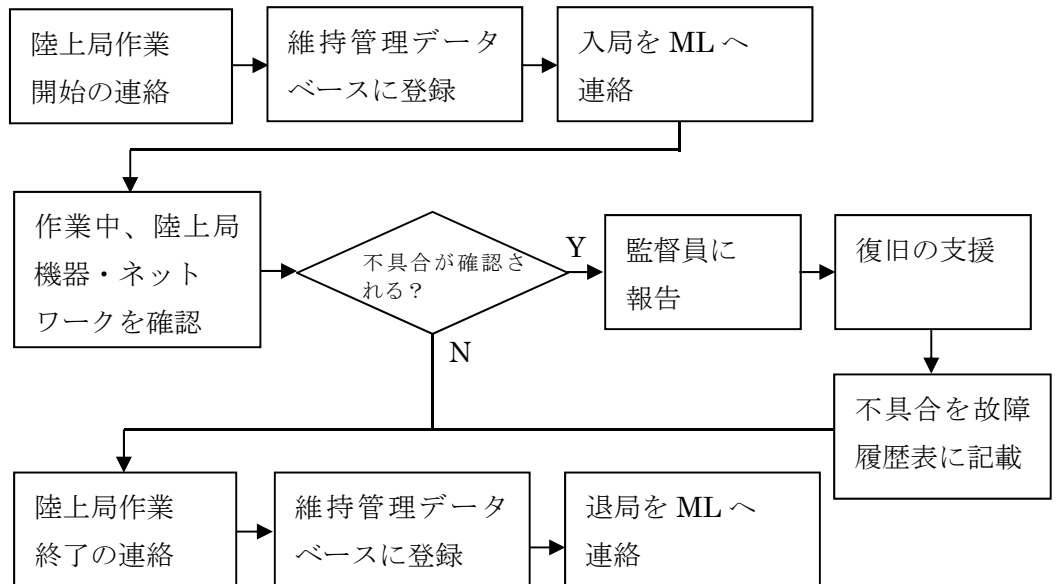 陸上局作業
開始の連絡
維持管理データ
ベースに登録
入局を ML へ
連絡
作業中、陸上局
機器・ネット
ワークを確認
不具合が確認さ
れる？
Y
N
監督員に
報告
復旧の支援
不具合を故障
履歴表に記載
陸上局作業
終了の連絡
維持管理データ
ベースに登録
退局を ML へ
連絡